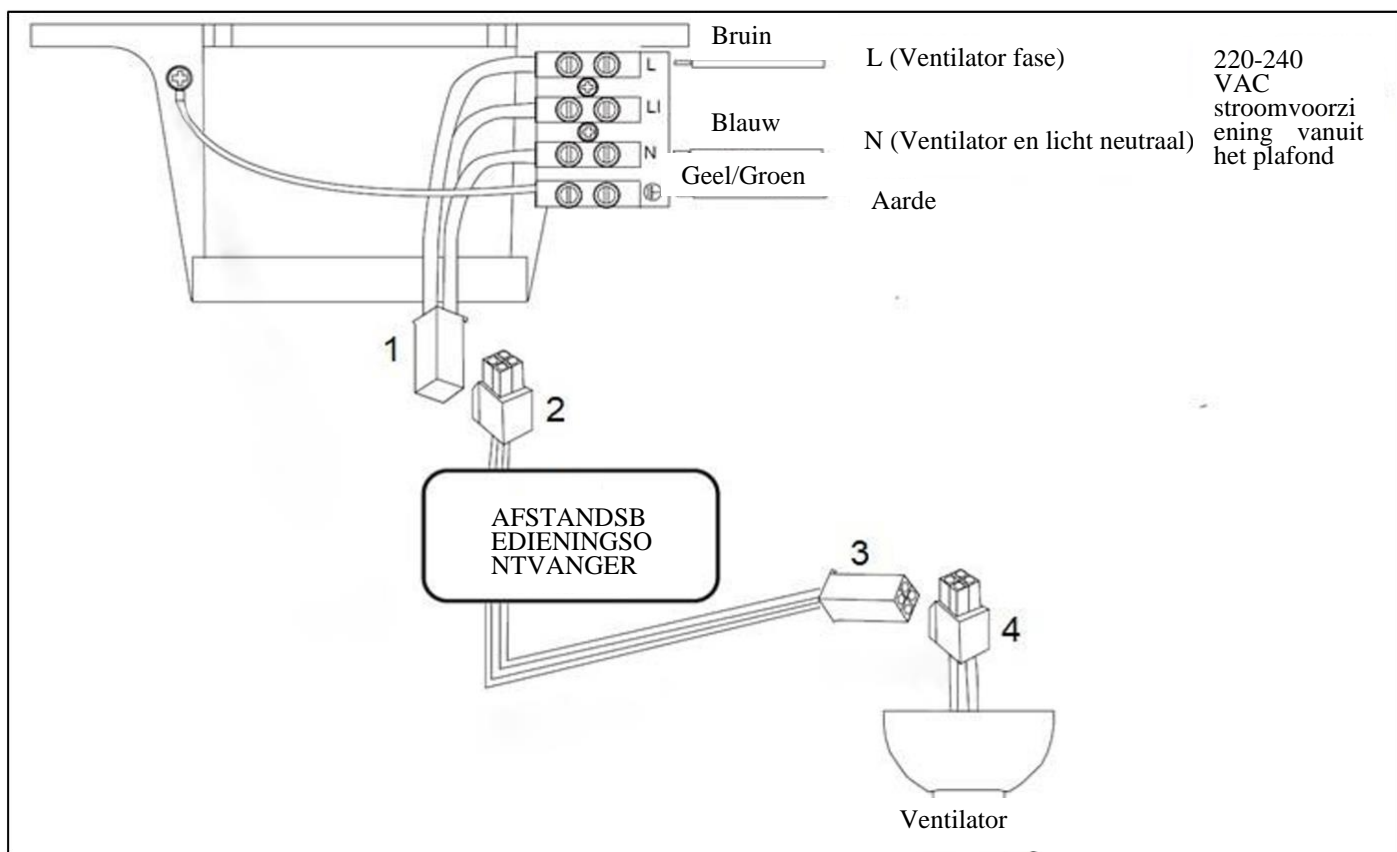 Bruin
L (Ventilator fase)
220-240
VAC
stroomvoorzi
ening vanuit
het plafond
L
LI
Blauw
N (Ventilator en licht neutraal)
N
Geel/Groen
Aarde
1
2
AFSTANDSB
EDIENINGSO
NTVANGER
3
4
Ventilator